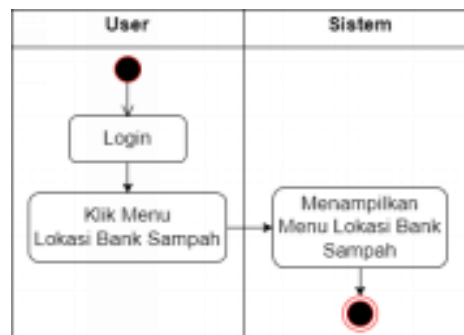 User
Sistem
Login
Klik Menu
Lokasi Bank Sampah
Menampilkan
Menu Lokasi Bank
Sampah